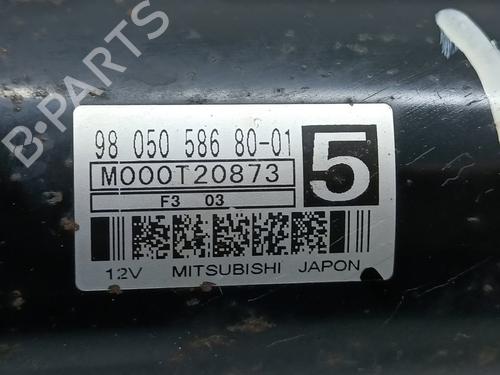 B-PARTS
98 050 586 80-01
5
M000T20873
F3 03
12V MITSUBISHI JAPON